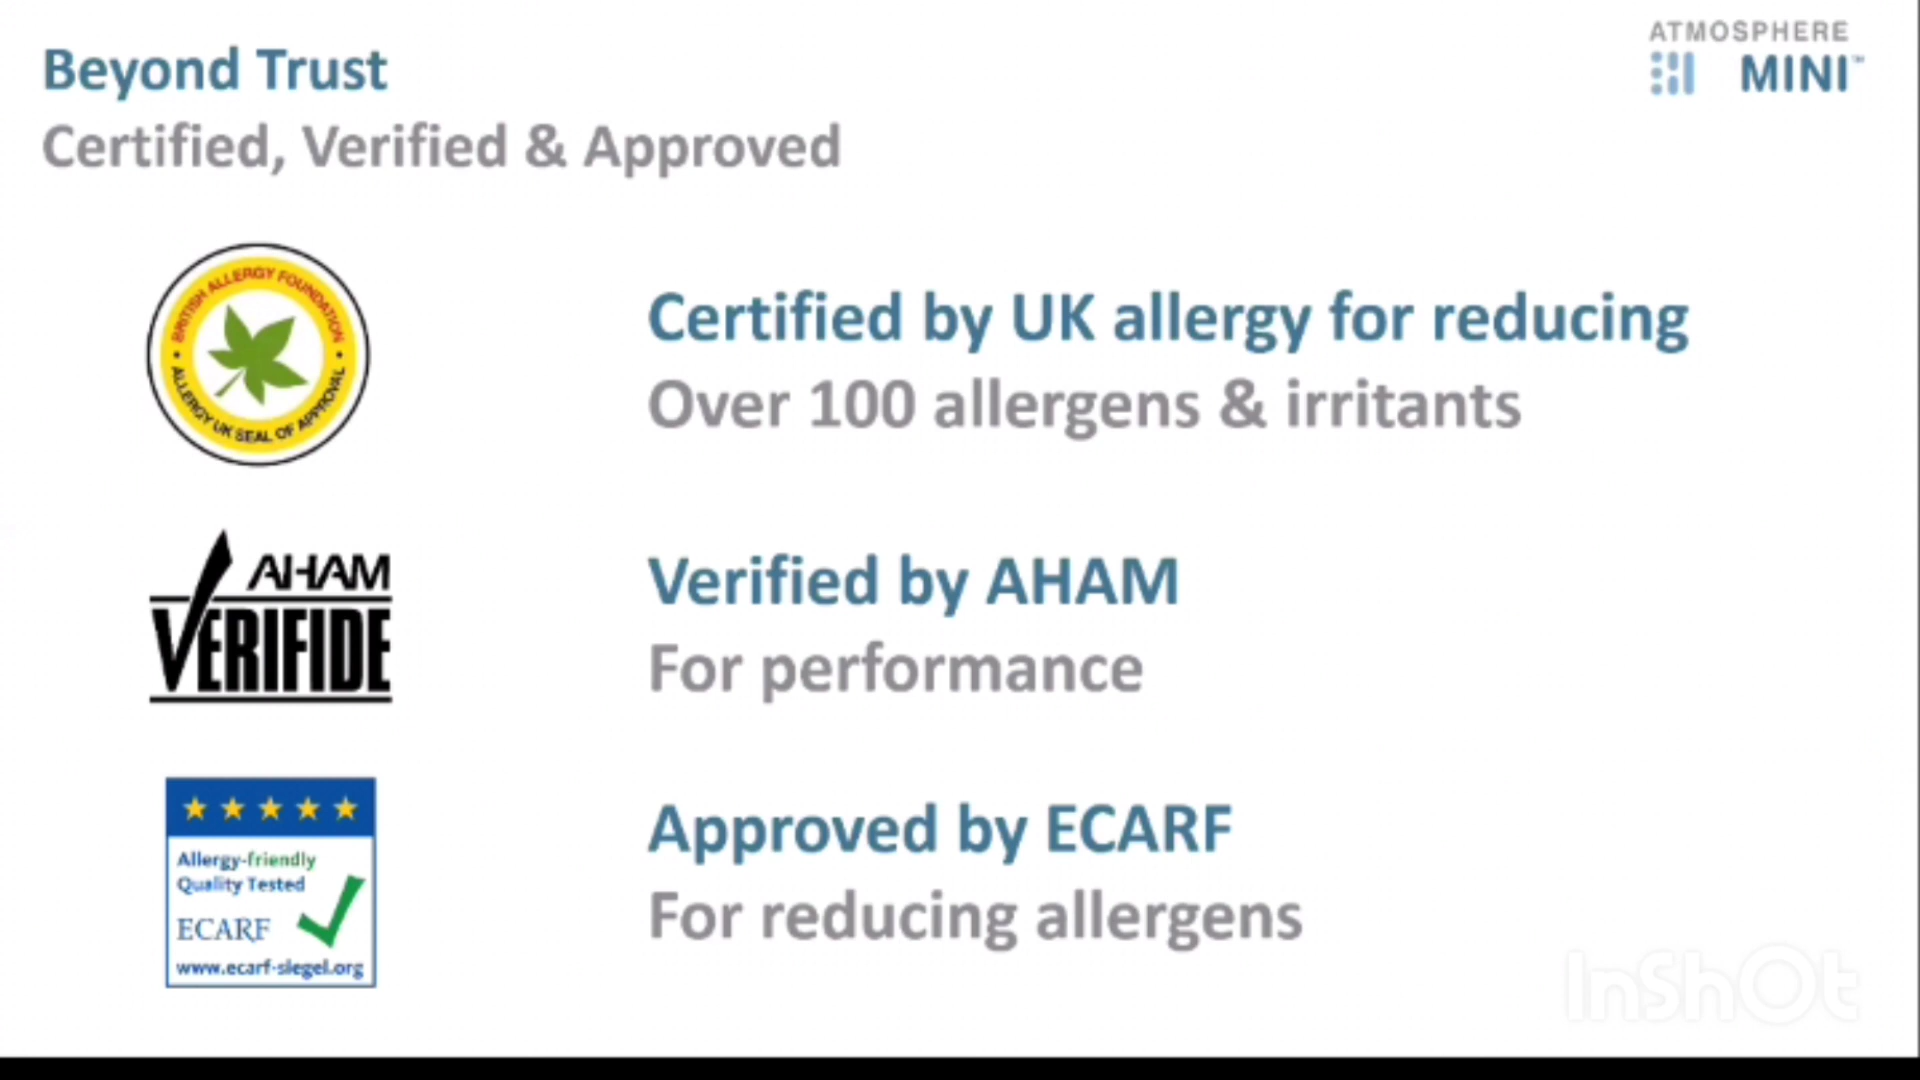 Beyond Trust
Certified, Verified & Approved
ATMOSPHERE
MINI™
BRITISH ALLERGY FOUNDATION
• ALLERGY UK SEAL OF APPROVAL •
Certified by UK allergy for reducing
Over 100 allergens & irritants
AHAM
VERIFIDE
Verified by AHAM
For performance
Allergy-friendly
Quality Tested
ECARF
www.ecarf-siegel.org
Approved by ECARF
For reducing allergens
InShOt